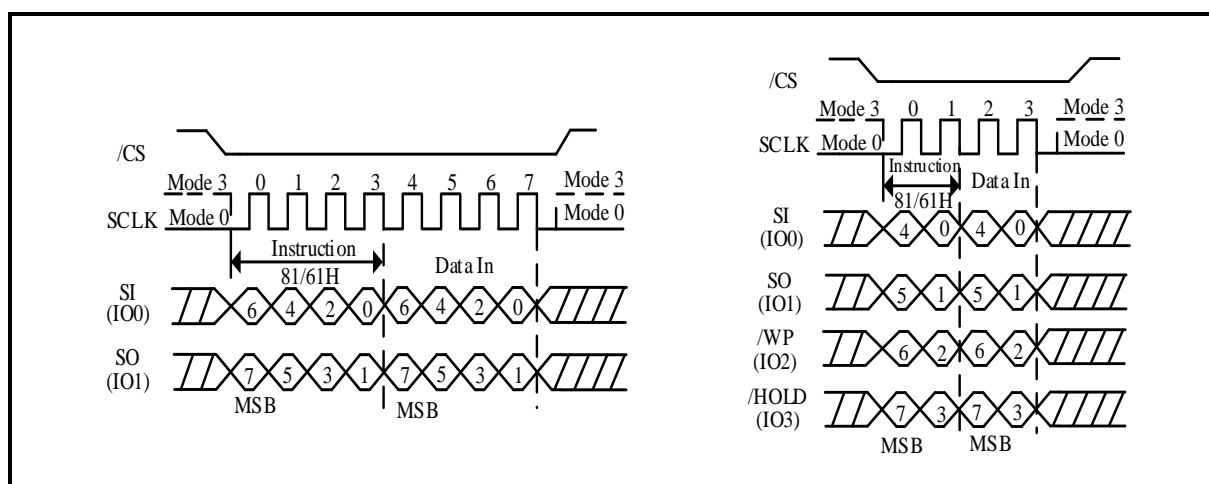 /CS
Mode 3 0 1 2 3 4 5 6 7 Mode 3
SCLK Mode 0 Mode 0
Instruction
81/61H Data In
SI
(IO0)
6 4 2 0 6 4 2 0
SO
(IO1)
7 5 3 1 7 5 3 1
MSB MSB
/CS
Mode 3 0 1 2 3 Mode 3
SCLK Mode 0 Mode 0
Instruction Data In
81/61H
SI
(IO0)
4 0 4 0
SO
(IO1)
5 1 5 1
/WP
(IO2)
6 2 6 2
/HOLD
(IO3)
7 3 7 3
MSB MSB